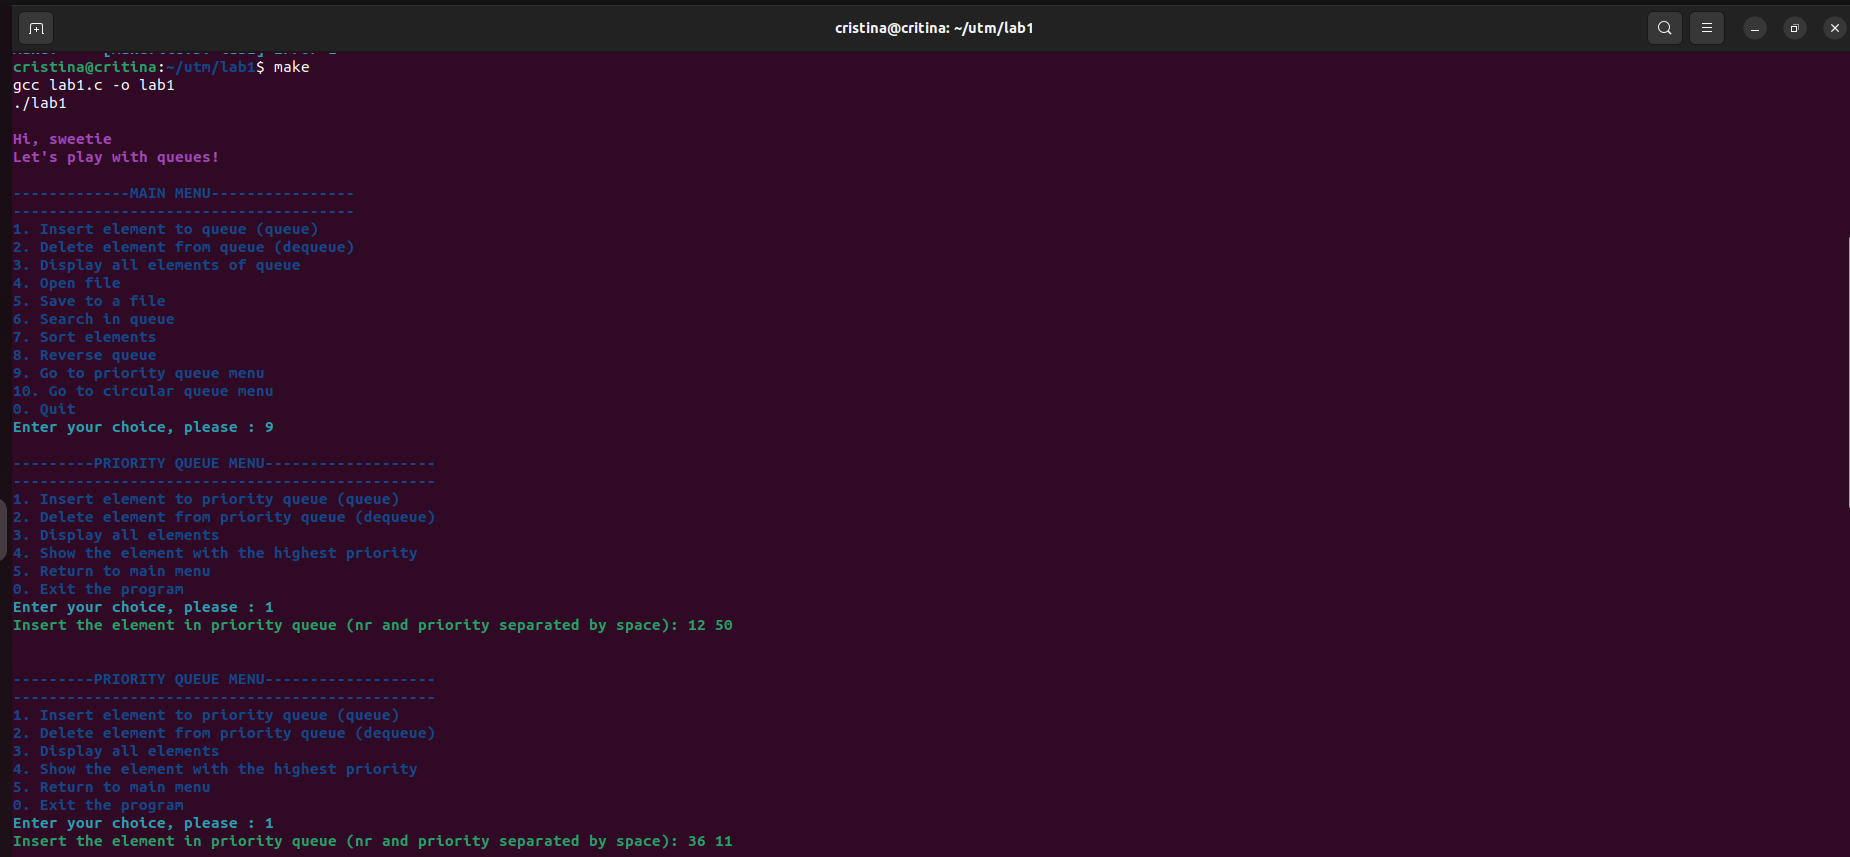 cristina@critina: ~/utm/lab1
cristina@critina:~/utm/lab1$ make
gcc lab1.c -o lab1
./lab1
Hi, sweetie
Let's play with queues!
-------------MAIN MENU----------------
--------------------------------------
1. Insert element to queue (queue)
2. Delete element from queue (dequeue)
3. Display all elements of queue
4. Open file
5. Save to a file
6. Search in queue
7. Sort elements
8. Reverse queue
9. Go to priority queue menu
10. Go to circular queue menu
0. Quit
Enter your choice, please : 9
---------PRIORITY QUEUE MENU-------------------
-----------------------------------------------
1. Insert element to priority queue (queue)
2. Delete element from priority queue (dequeue)
3. Display all elements
4. Show the element with the highest priority
5. Return to main menu
0. Exit the program
Enter your choice, please : 1
Insert the element in priority queue (nr and priority separated by space): 12 50
---------PRIORITY QUEUE MENU-------------------
-----------------------------------------------
1. Insert element to priority queue (queue)
2. Delete element from priority queue (dequeue)
3. Display all elements
4. Show the element with the highest priority
5. Return to main menu
0. Exit the program
Enter your choice, please : 1
Insert the element in priority queue (nr and priority separated by space): 36 11